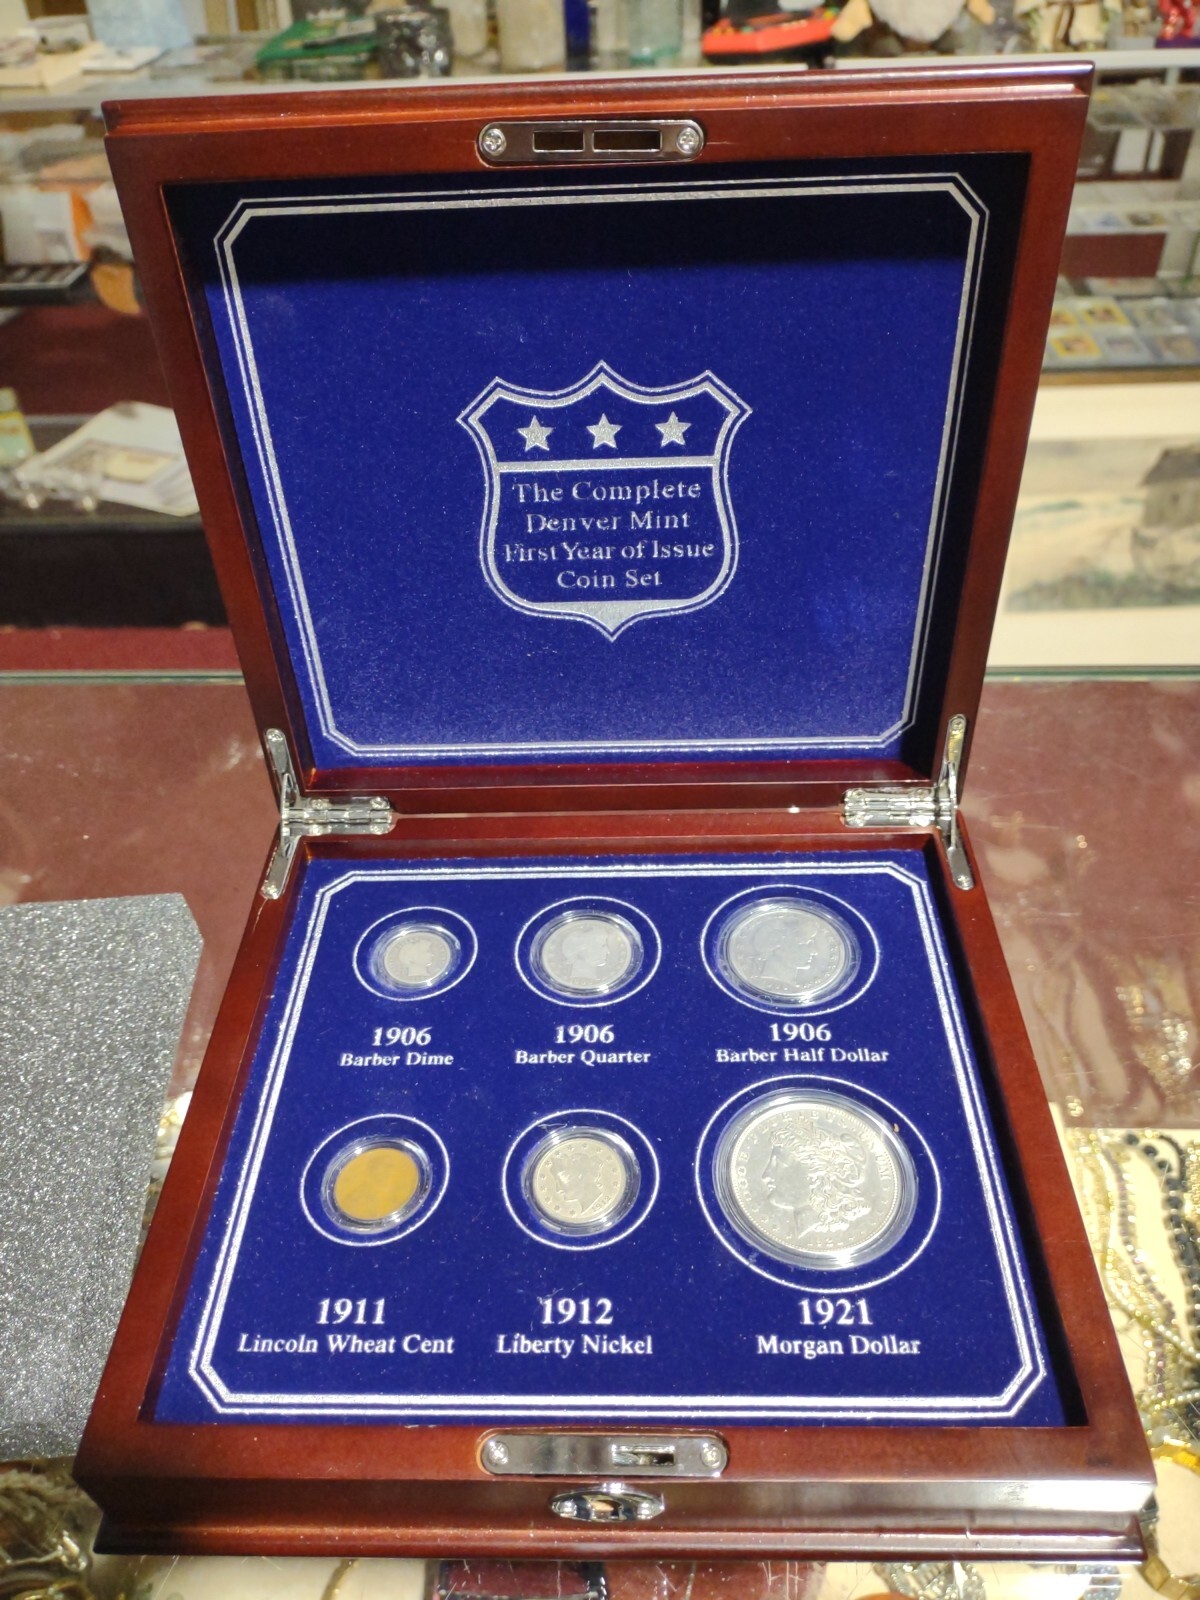 The Complete
Denver Mint
First Year of Issue
Coin Set
1906
Barber Dime
1906
Barber Quarter
1906
Barber Half Dollar
1911
Lincoln Wheat Cent
1912
Liberty Nickel
1921
Morgan Dollar